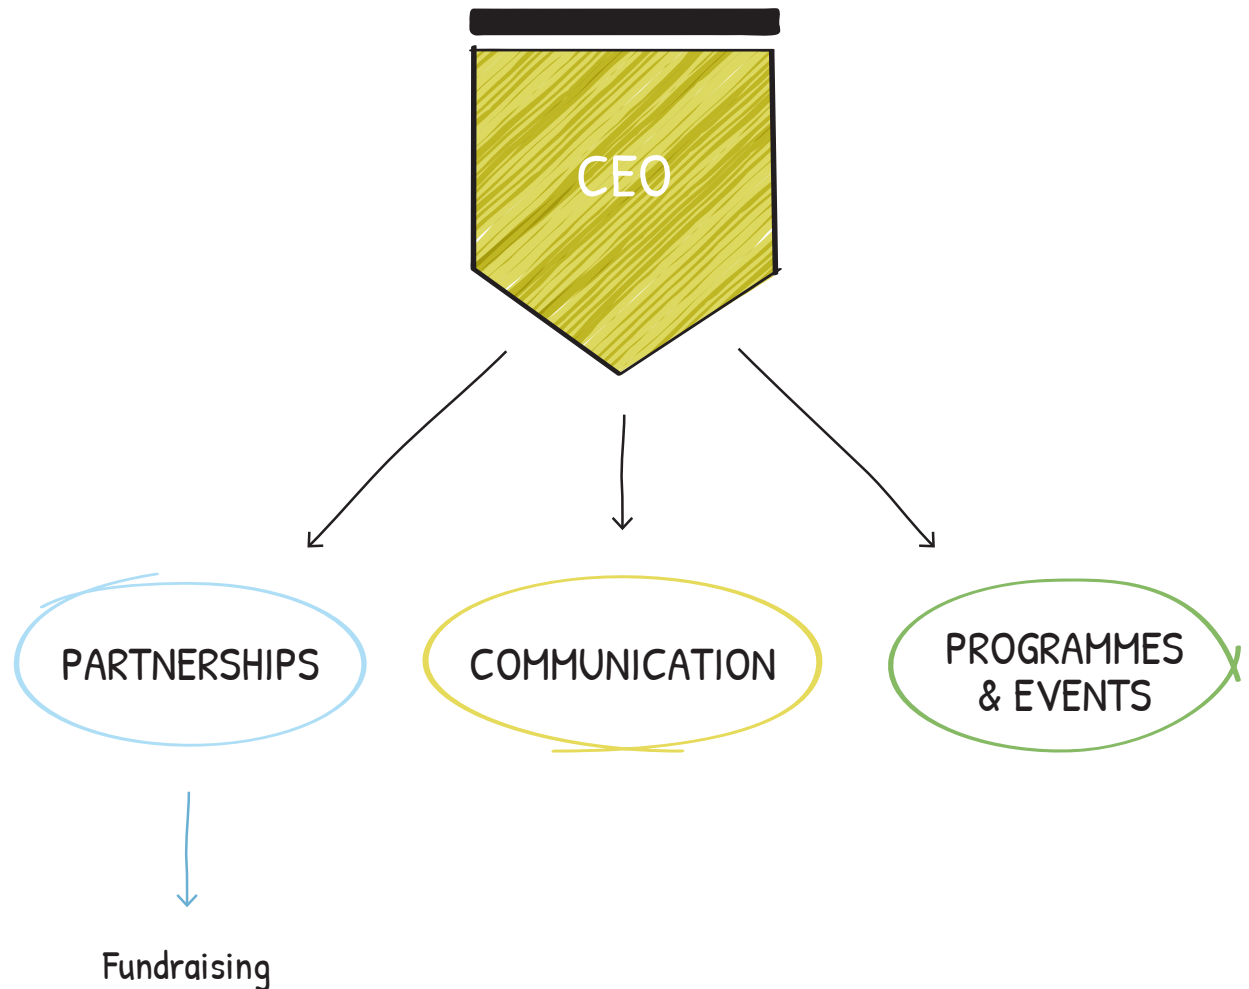 CEO
PARTNERSHIPS
COMMUNICATION
PROGRAMMES
& EVENTS
Fundraising